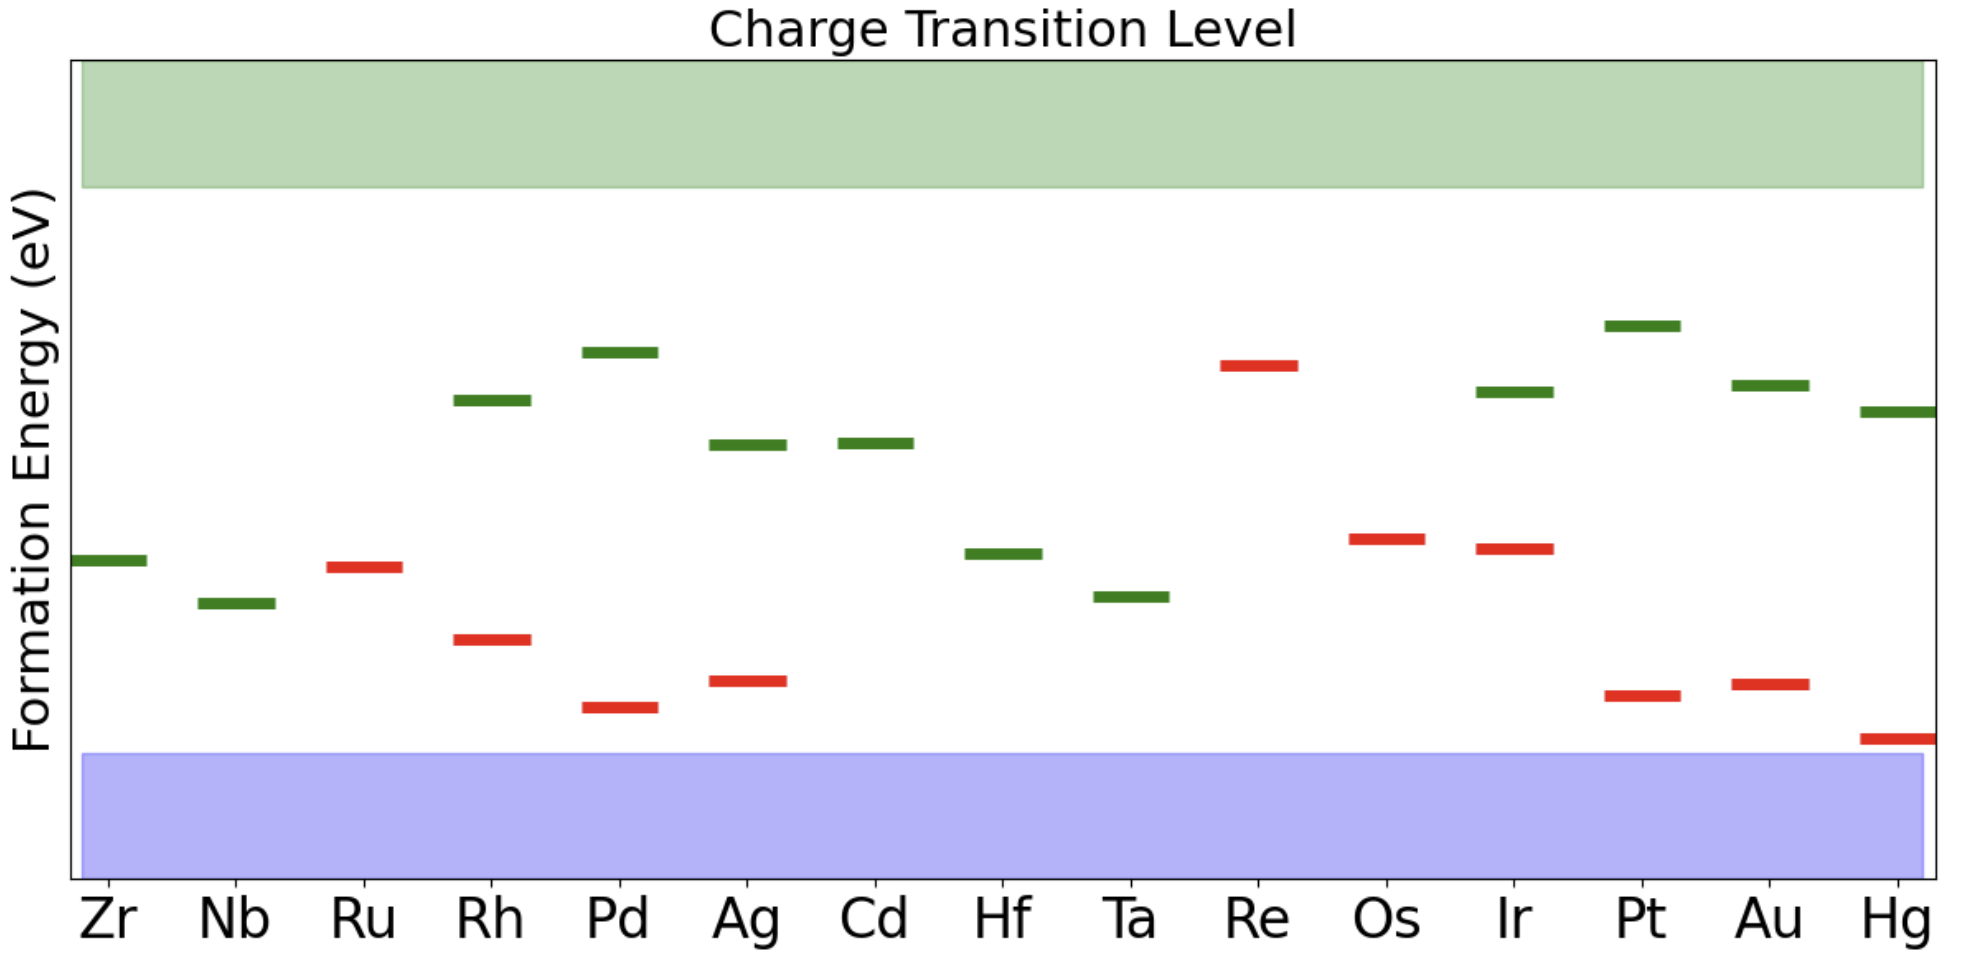 Charge Transition Level
Formation Energy (eV)
Zr Nb Ru Rh Pd Ag Cd Hf Ta Re Os Ir Pt Au Hg